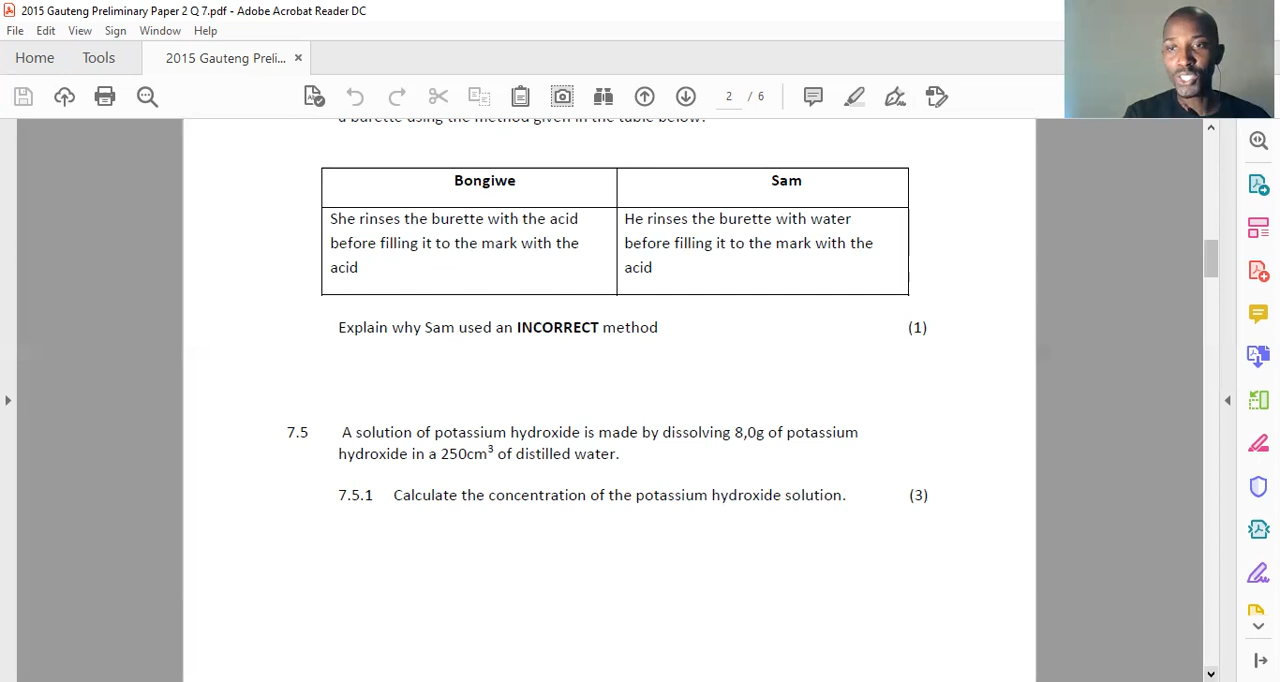 2015 Gauteng Preliminary Paper 2 Q 7.pdf - Adobe Acrobat Reader DC
File Edit View Sign Window Help
Home Tools 2015 Gauteng Preli... ×
2 / 6
a burette using the method given in the table below:
Bongiwe Sam
She rinses the burette with the acid
before filling it to the mark with the
acid
He rinses the burette with water
before filling it to the mark with the
acid
Explain why Sam used an INCORRECT method (1)
7.5 A solution of potassium hydroxide is made by dissolving 8,0g of potassium
hydroxide in a 250cm³ of distilled water.
7.5.1 Calculate the concentration of the potassium hydroxide solution. (3)